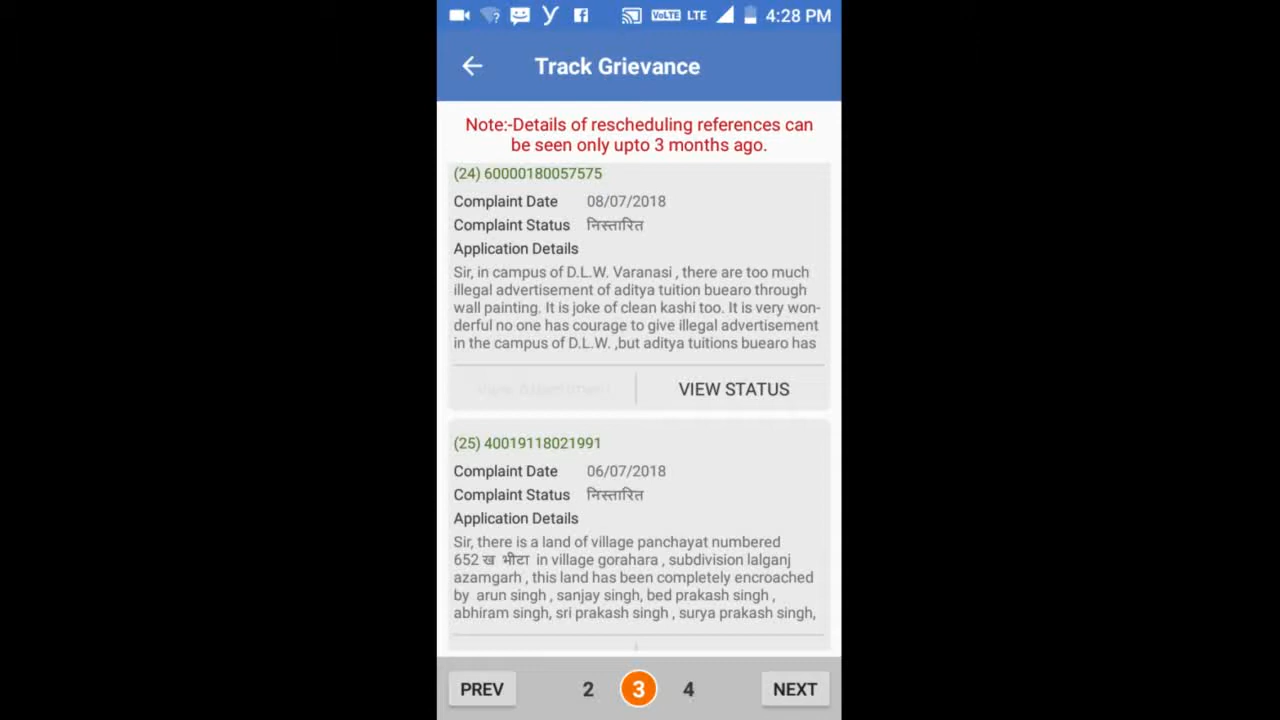 VoLTE LTE 4:28 PM
Track Grievance
Note:-Details of rescheduling references can
be seen only upto 3 months ago.
(24) 60000180057575
Complaint Date 08/07/2018
Complaint Status निस्तारित
Application Details
Sir, in campus of D.L.W. Varanasi , there are too much
illegal advertisement of aditya tuition buearo through
wall painting. It is joke of clean kashi too. It is very won-
derful no one has courage to give illegal advertisement
in the campus of D.L.W. ,but aditya tuitions buearo has
VIEW STATUS
(25) 40019118021991
Complaint Date 06/07/2018
Complaint Status निस्तारित
Application Details
Sir, there is a land of village panchayat numbered
652 ख भीटा in village gorahara , subdivision lalganj
azamgarh , this land has been completely encroached
by arun singh , sanjay singh, bed prakash singh ,
abhiram singh, sri prakash singh , surya prakash singh,
PREV 2 3 4 NEXT